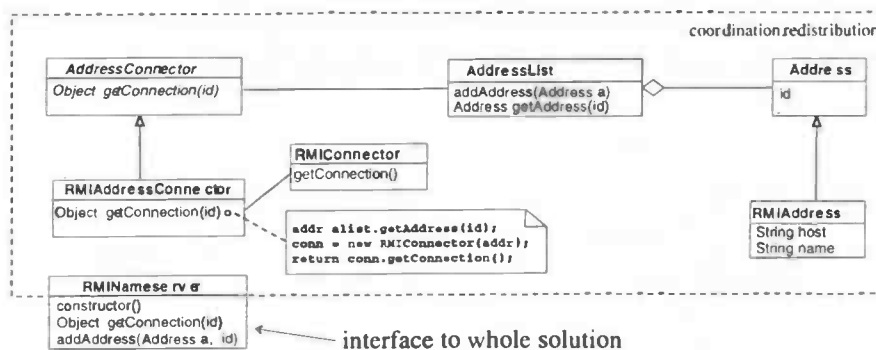 coordination.redistribution
AddressConnector
Object getConnection(id)
AddressList
addAddress(Address a)
Address getAddress(id)
Address
id
RMIConnector
getConnection()
RMIAddressConnector
Object getConnection(id)
addr alist.getAddress(id);
conn = new RMIConnector(addr);
return conn.getConnection();
RMIAddress
String host
String name
RMINameserver
constructor()
Object getConnection(id)
addAddress(Address a, id)
interface to whole solution